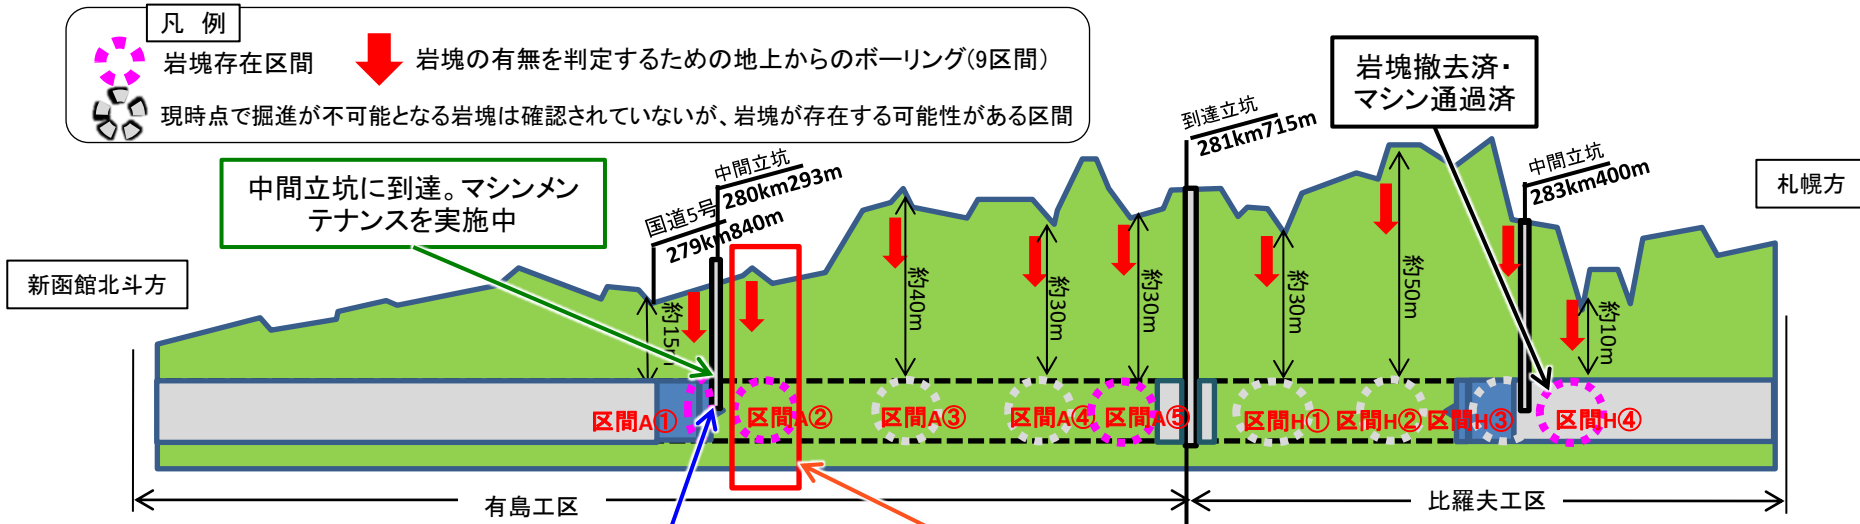 凡 例
岩塊存在区間
岩塊の有無を判定するための地上からのボーリング(9区間)
現時点で掘進が不可能となる岩塊は確認されていないが、岩塊が存在する可能性がある区間
岩塊撤去済・
マシン通過済
到達立坑
281km715m
中間立坑に到達。マシンメン
テナンスを実施中
中間立坑
280km293m
国道5号
279km840m
中間立坑
283km400m
札幌方
新函館北斗方
約15m
約40m
約30m
約30m
約30m
約50m
約10m
区間A①
区間A②
区間A③
区間A④
区間A⑤
区間H①
区間H②
区間H③
区間H④
有島工区
比羅夫工区